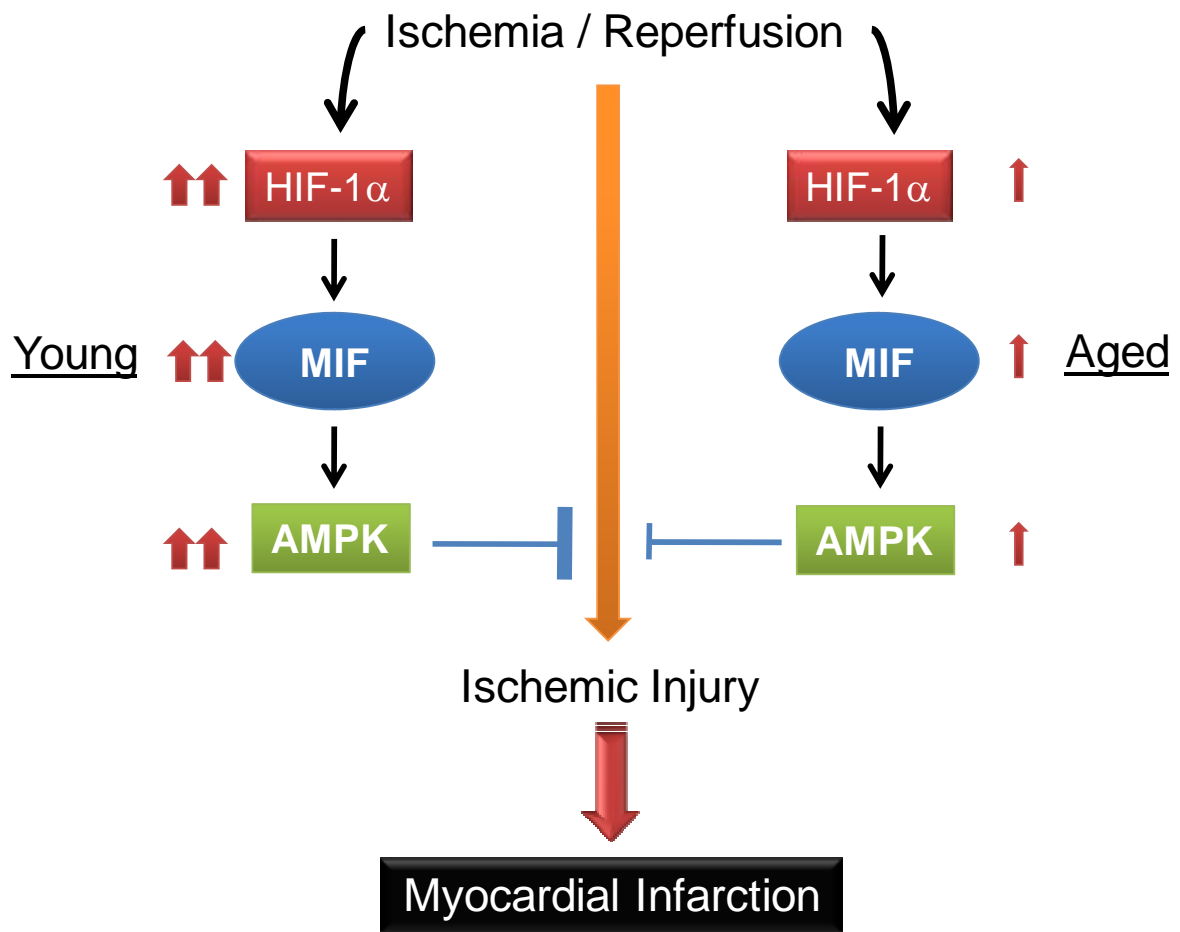 Ischemia / Reperfusion
HIF-1α
HIF-1α
Young
MIF
MIF
Aged
AMPK
AMPK
Ischemic Injury
Myocardial Infarction